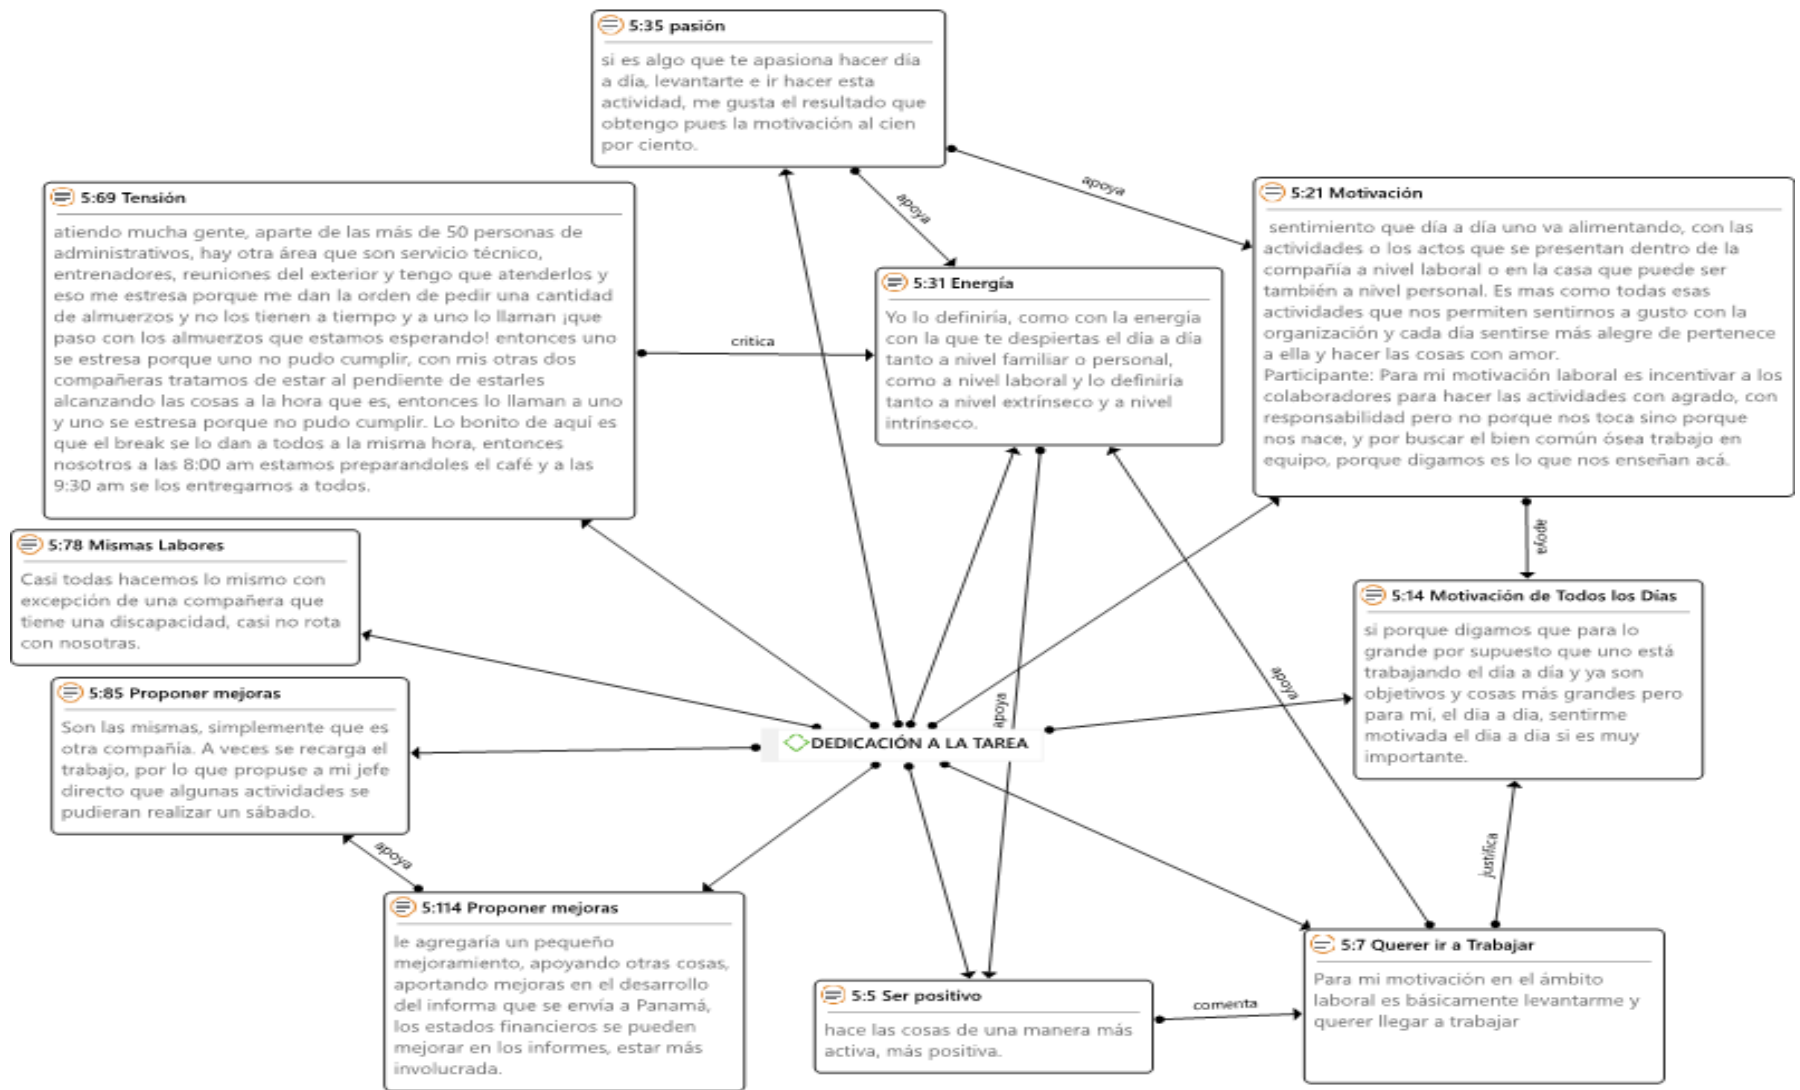 5:35 pasión
si es algo que te apasiona hacer día
a día, levantarte e ir hacer esta
actividad, me gusta el resultado que
obtengo pues la motivación al cien
por ciento.
apoya
apoya
5:69 Tensión
atiendo mucha gente, aparte de las más de 50 personas de
administrativos, hay otra área que son servicio técnico,
entrenadores, reuniones del exterior y tengo que atenderlos y
eso me estresa porque me dan la orden de pedir una cantidad
de almuerzos y no los tienen a tiempo y a uno lo llaman ¡que
paso con los almuerzos que estamos esperando! entonces uno
se estresa porque uno no pudo cumplir, con mis otras dos
compañeras tratamos de estar al pendiente de estarles
alcanzando las cosas a la hora que es, entonces lo llaman a uno
y uno se estresa porque no pudo cumplir. Lo bonito de aquí es
que el break se lo dan a todos a la misma hora, entonces
nosotros a las 8:00 am estamos preparandoles el café y a las
9:30 am se los entregamos a todos.
critica
5:31 Energía
Yo lo definiría, como con la energía
con la que te despiertas el día a día
tanto a nivel familiar o personal,
como a nivel laboral y lo definiría
tanto a nivel extrínseco y a nivel
intrínseco.
5:21 Motivación
sentimiento que día a día uno va alimentando, con las
actividades o los actos que se presentan dentro de la
compañía a nivel laboral o en la casa que puede ser
también a nivel personal. Es mas como todas esas
actividades que nos permiten sentirnos a gusto con la
organización y cada día sentirse más alegre de pertenece
a ella y hacer las cosas con amor.
Participante: Para mi motivación laboral es incentivar a los
colaboradores para hacer las actividades con agrado, con
responsabilidad pero no porque nos toca sino porque
nos nace, y por buscar el bien común ósea trabajo en
equipo, porque digamos es lo que nos enseñan acá.
apoya
5:78 Mismas Labores
Casi todas hacemos lo mismo con
excepción de una compañera que
tiene una discapacidad, casi no rota
con nosotras.
5:14 Motivación de Todos los Días
si porque digamos que para lo
grande por supuesto que uno está
trabajando el día a día y ya son
objetivos y cosas más grandes pero
para mí, el dia a dia, sentirme
motivada el dia a dia si es muy
importante.
5:85 Proponer mejoras
Son las mismas, simplemente que es
otra compañía. A veces se recarga el
trabajo, por lo que propuse a mi jefe
directo que algunas actividades se
pudieran realizar un sábado.
apoya
apoya
DEDICACIÓN A LA TAREA
apoya
justifica
5:114 Proponer mejoras
le agregaría un pequeño
mejoramiento, apoyando otras cosas,
aportando mejoras en el desarrollo
del informa que se envía a Panamá,
los estados financieros se pueden
mejorar en los informes, estar más
involucrada.
5:5 Ser positivo
hace las cosas de una manera más
activa, más positiva.
comenta
5:7 Querer ir a Trabajar
Para mi motivación en el ámbito
laboral es básicamente levantarme y
querer llegar a trabajar